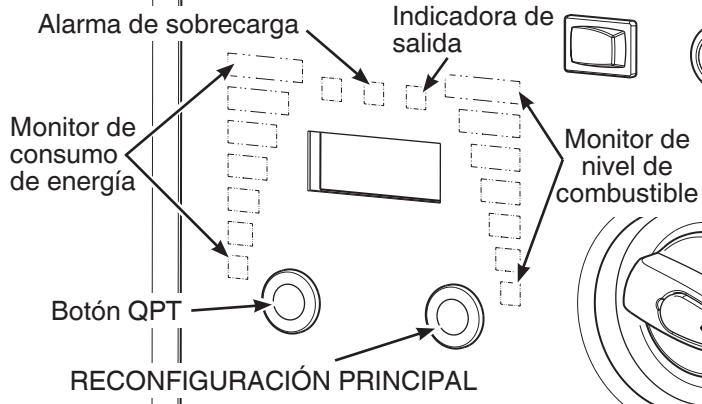 Alarma de sobrecarga
Indicadora de
salida
Monitor de
consumo
de energía
Monitor de
nivel de
combustible
Botón QPT
RECONFIGURACIÓN PRINCIPAL